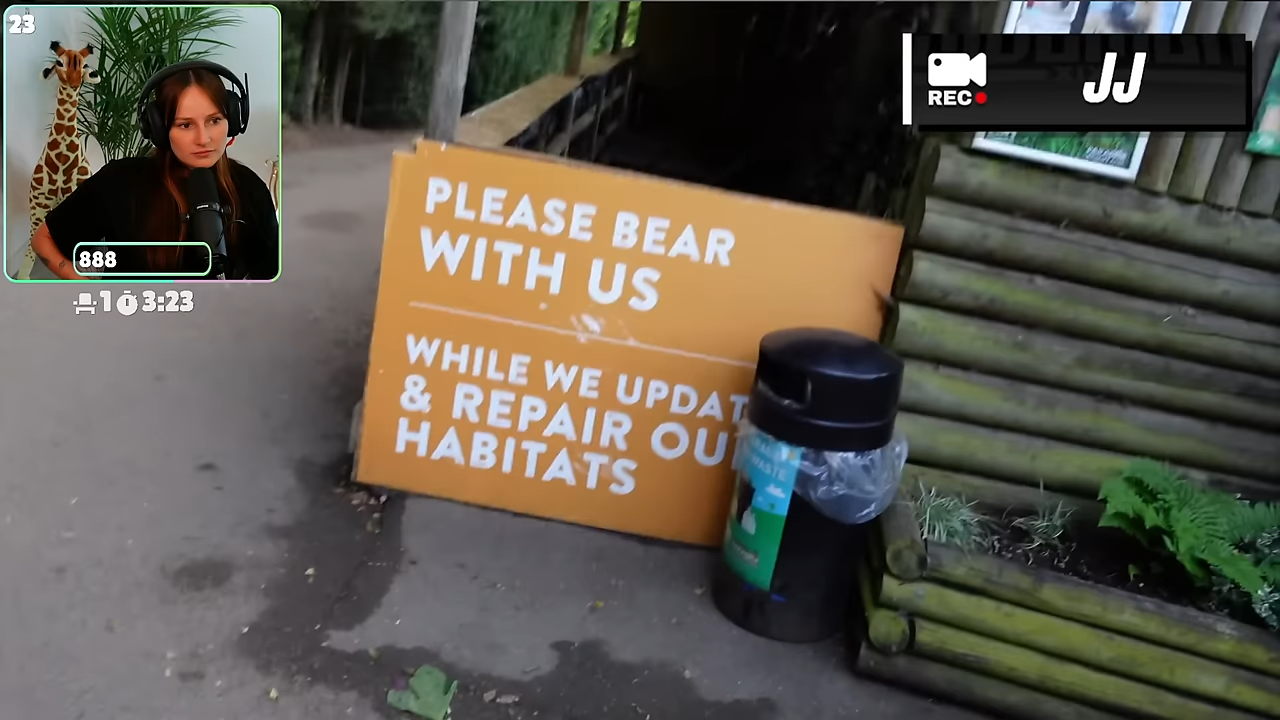 23
888
1 3:23
REC
JJ
PLEASE BEAR
WITH US
WHILE WE UPDAT
& REPAIR OU
HABITATS